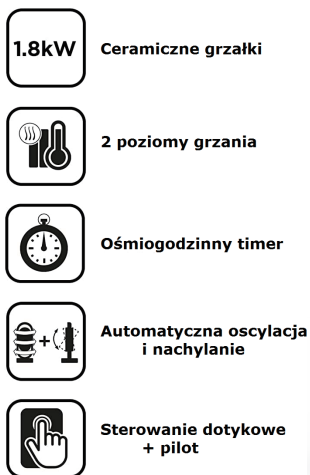 1.8kW
Ceramiczne grzałki
2 poziomy grzania
Ośmiogodzinny timer
Automatyczna oscylacja
i nachylanie
Sterowanie dotykowe
+ pilot